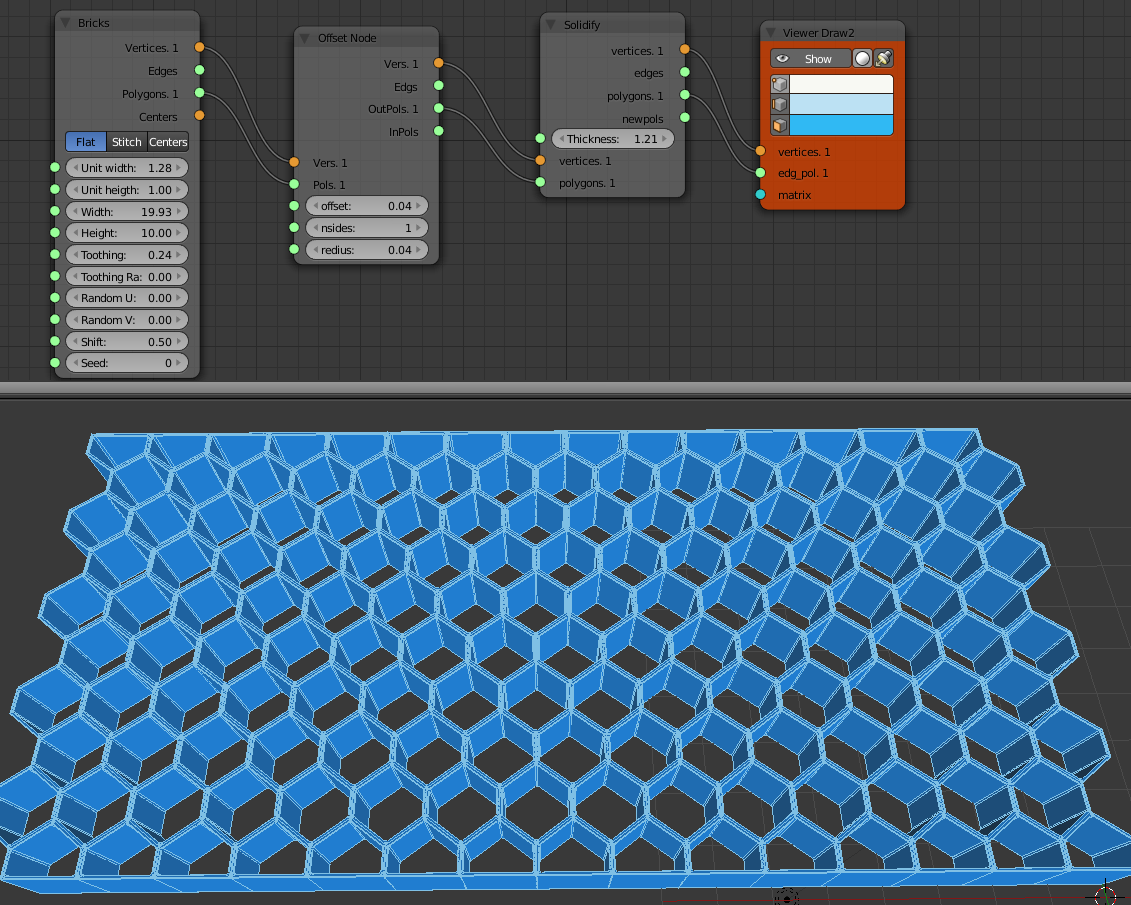 Bricks
Vertices. 1
Edges
Polygons. 1
Centers
Flat Stitch Centers
Unit width: 1.28
Unit heigth: 1.00
Width: 19.93
Height: 10.00
Toothing: 0.24
Toothing Ra: 0.00
Random U: 0.00
Random V: 0.00
Shift: 0.50
Seed: 0
Offset Node
Vers. 1
Edgs
OutPols. 1
InPols
Vers. 1
Pols. 1
offset: 0.04
nsides: 1
redius: 0.04
Solidify
vertices. 1
edges
polygons. 1
newpols
Thickness: 1.21
vertices. 1
polygons. 1
Viewer Draw2
Show
vertices. 1
edg_pol. 1
matrix